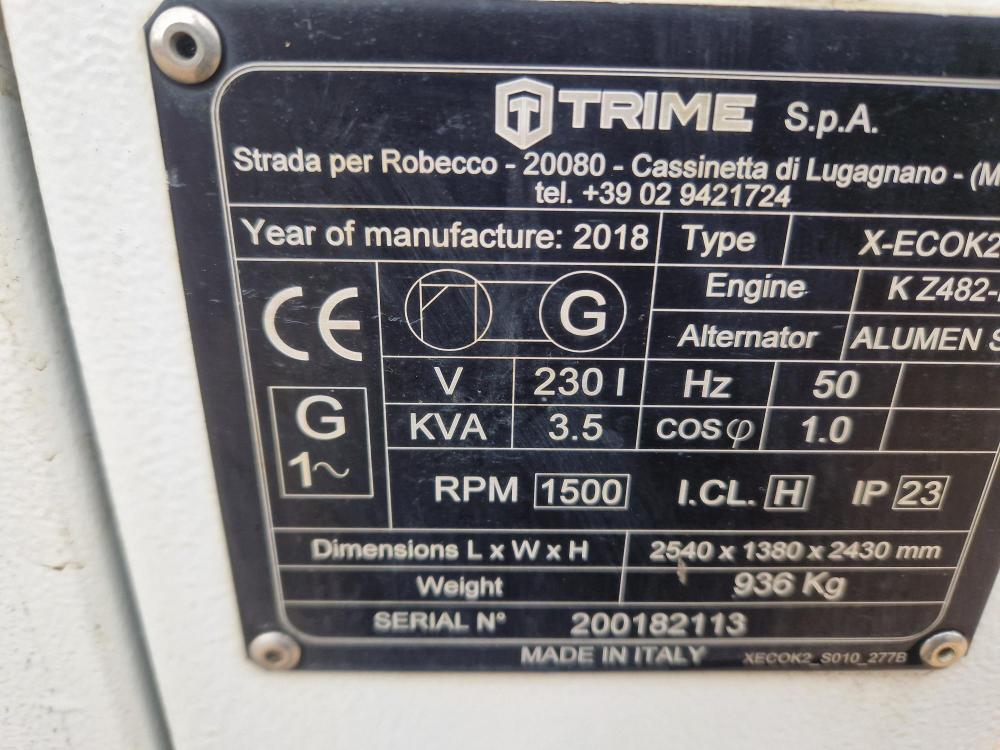 TRIME S.p.A.
Strada per Robecco - 20080 - Cassinetta di Lugagnano - (M
tel. +39 02 9421724
Year of manufacture: 2018 Type X-ECOK2
CE G Engine K Z482-
Alternator ALUMEN S
V 230 I Hz 50
G KVA 3.5 COS φ 1.0
1~ RPM 1500 I.CL. H IP 23
Dimensions L x W x H 2540 x 1380 x 2430 mm
Weight 936 Kg
SERIAL N° 200182113
MADE IN ITALY XECOK2_S010_277B